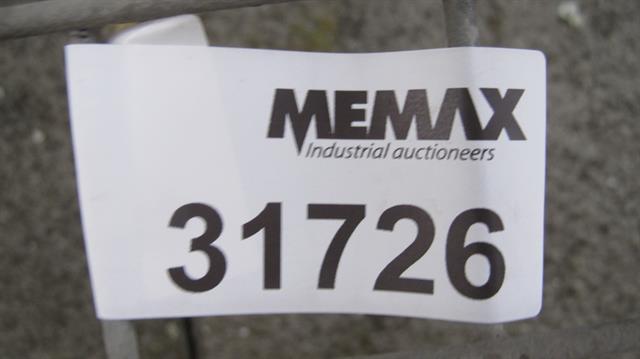 MEMAX
Industrial auctioneers
31726